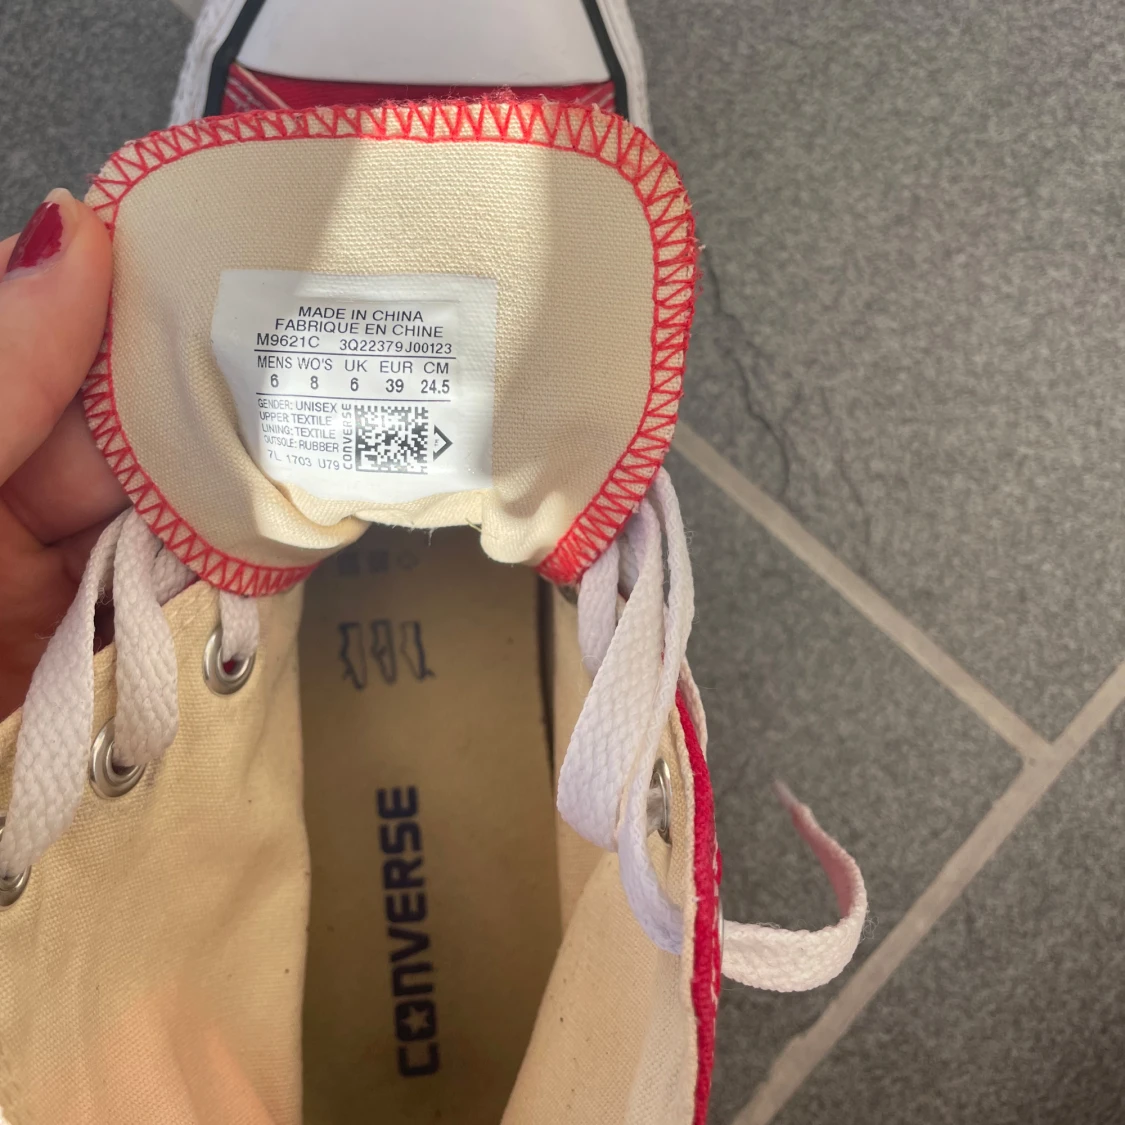 MADE IN CHINA
FABRIQUE EN CHINE
M9621C 3Q22379J00123
MENS WO'S UK EUR CM
6 8 6 39 24.5
GENDER: UNISEX
UPPER TEXTILE
LINING: TEXTILE
OUTSOLE: RUBBER
7L 1703 U79
CONVERSE
CONVERSE